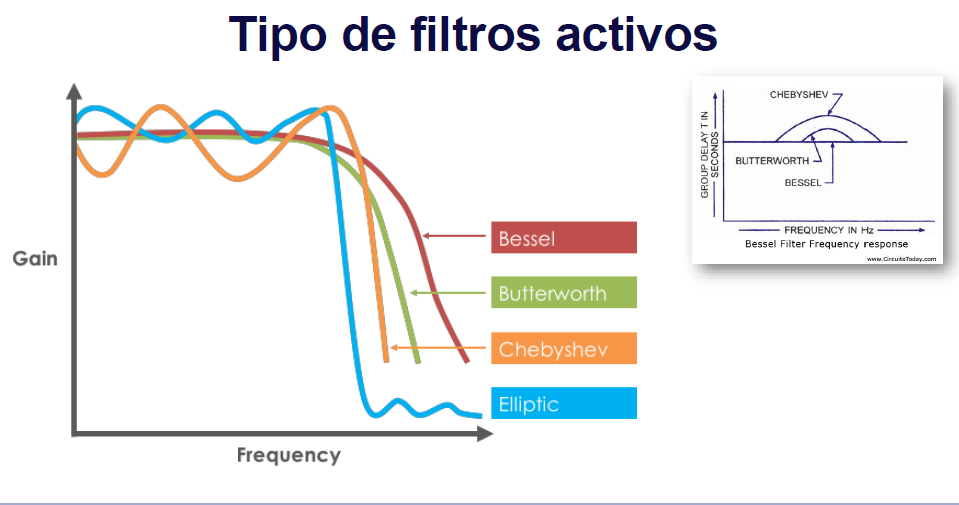 Tipo de filtros activos
Gain
Frequency
Bessel
Butterworth
Chebyshev
Elliptic
CHEBYSHEV
BUTTERWORTH
BESSEL
GROUP DELAY T IN
SECONDS
FREQUENCY IN Hz
Bessel Filter Frequency response
www.CircuitsToday.com